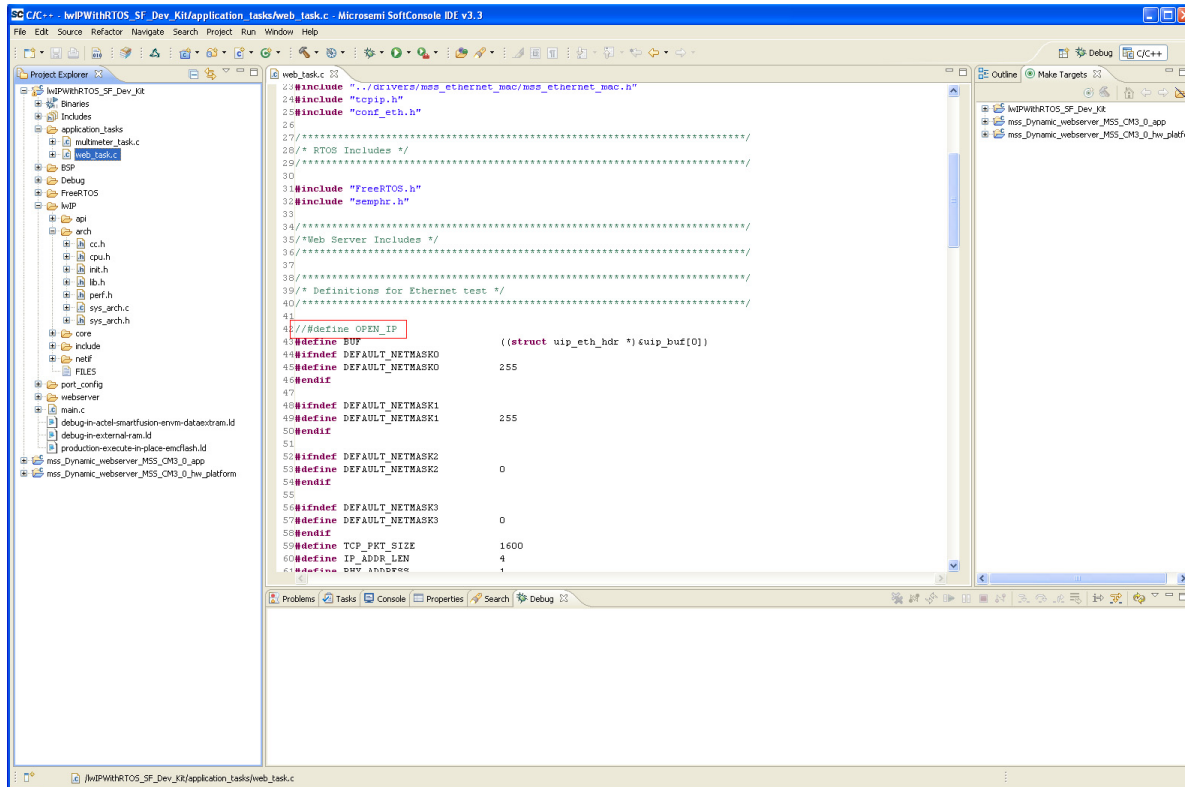 C/C++ - lwIPWithRTOS_SF_Dev_Kit/application_tasks/web_task.c - Microsemi SoftConsole IDE v3.3
File Edit Source Refactor Navigate Search Project Run Window Help
Debug C/C++
Project Explorer
lwIPWithRTOS_SF_Dev_Kit
Binaries
Includes
application_tasks
multimeter_task.c
web_task.c
BSP
Debug
FreeRTOS
lwIP
api
arch
cc.h
cpu.h
init.h
lib.h
perf.h
sys_arch.c
sys_arch.h
core
include
netif
FILES
port_config
webserver
main.c
debug-in-actel-smartfusion-envm-dataextram.ld
debug-in-external-ram.ld
production-execute-in-place-emcflash.ld
mss_Dynamic_webserver_MSS_CM3_0_app
mss_Dynamic_webserver_MSS_CM3_0_hw_platform
web_task.c
23#include "../drivers/mss_ethernet_mac/mss_ethernet_mac.h"
24#include "tcpip.h"
25#include "conf_eth.h"
26
27/***********************************************************************/
28/* RTOS Includes */
29/***********************************************************************/
30
31#include "FreeRTOS.h"
32#include "semphr.h"
33
34/***********************************************************************/
35/*Web Server Includes */
36/***********************************************************************/
37
38/***********************************************************************/
39/* Definitions for Ethernet test */
40/***********************************************************************/
41
42//#define OPEN_IP
43#define BUF ((struct uip_eth_hdr *)&uip_buf[0])
44#ifndef DEFAULT_NETMASK0
45#define DEFAULT_NETMASK0 255
46#endif
47
48#ifndef DEFAULT_NETMASK1
49#define DEFAULT_NETMASK1 255
50#endif
51
52#ifndef DEFAULT_NETMASK2
53#define DEFAULT_NETMASK2 0
54#endif
55
56#ifndef DEFAULT_NETMASK3
57#define DEFAULT_NETMASK3 0
58#endif
59#define TCP_PKT_SIZE 1600
60#define IP_ADDR_LEN 4
61#define PHY_ADDRESS 1
Outline Make Targets
lwIPWithRTOS_SF_Dev_Kit
mss_Dynamic_webserver_MSS_CM3_0_app
mss_Dynamic_webserver_MSS_CM3_0_hw_platf
Problems Tasks Console Properties Search Debug
/lwIPWithRTOS_SF_Dev_Kit/application_tasks/web_task.c